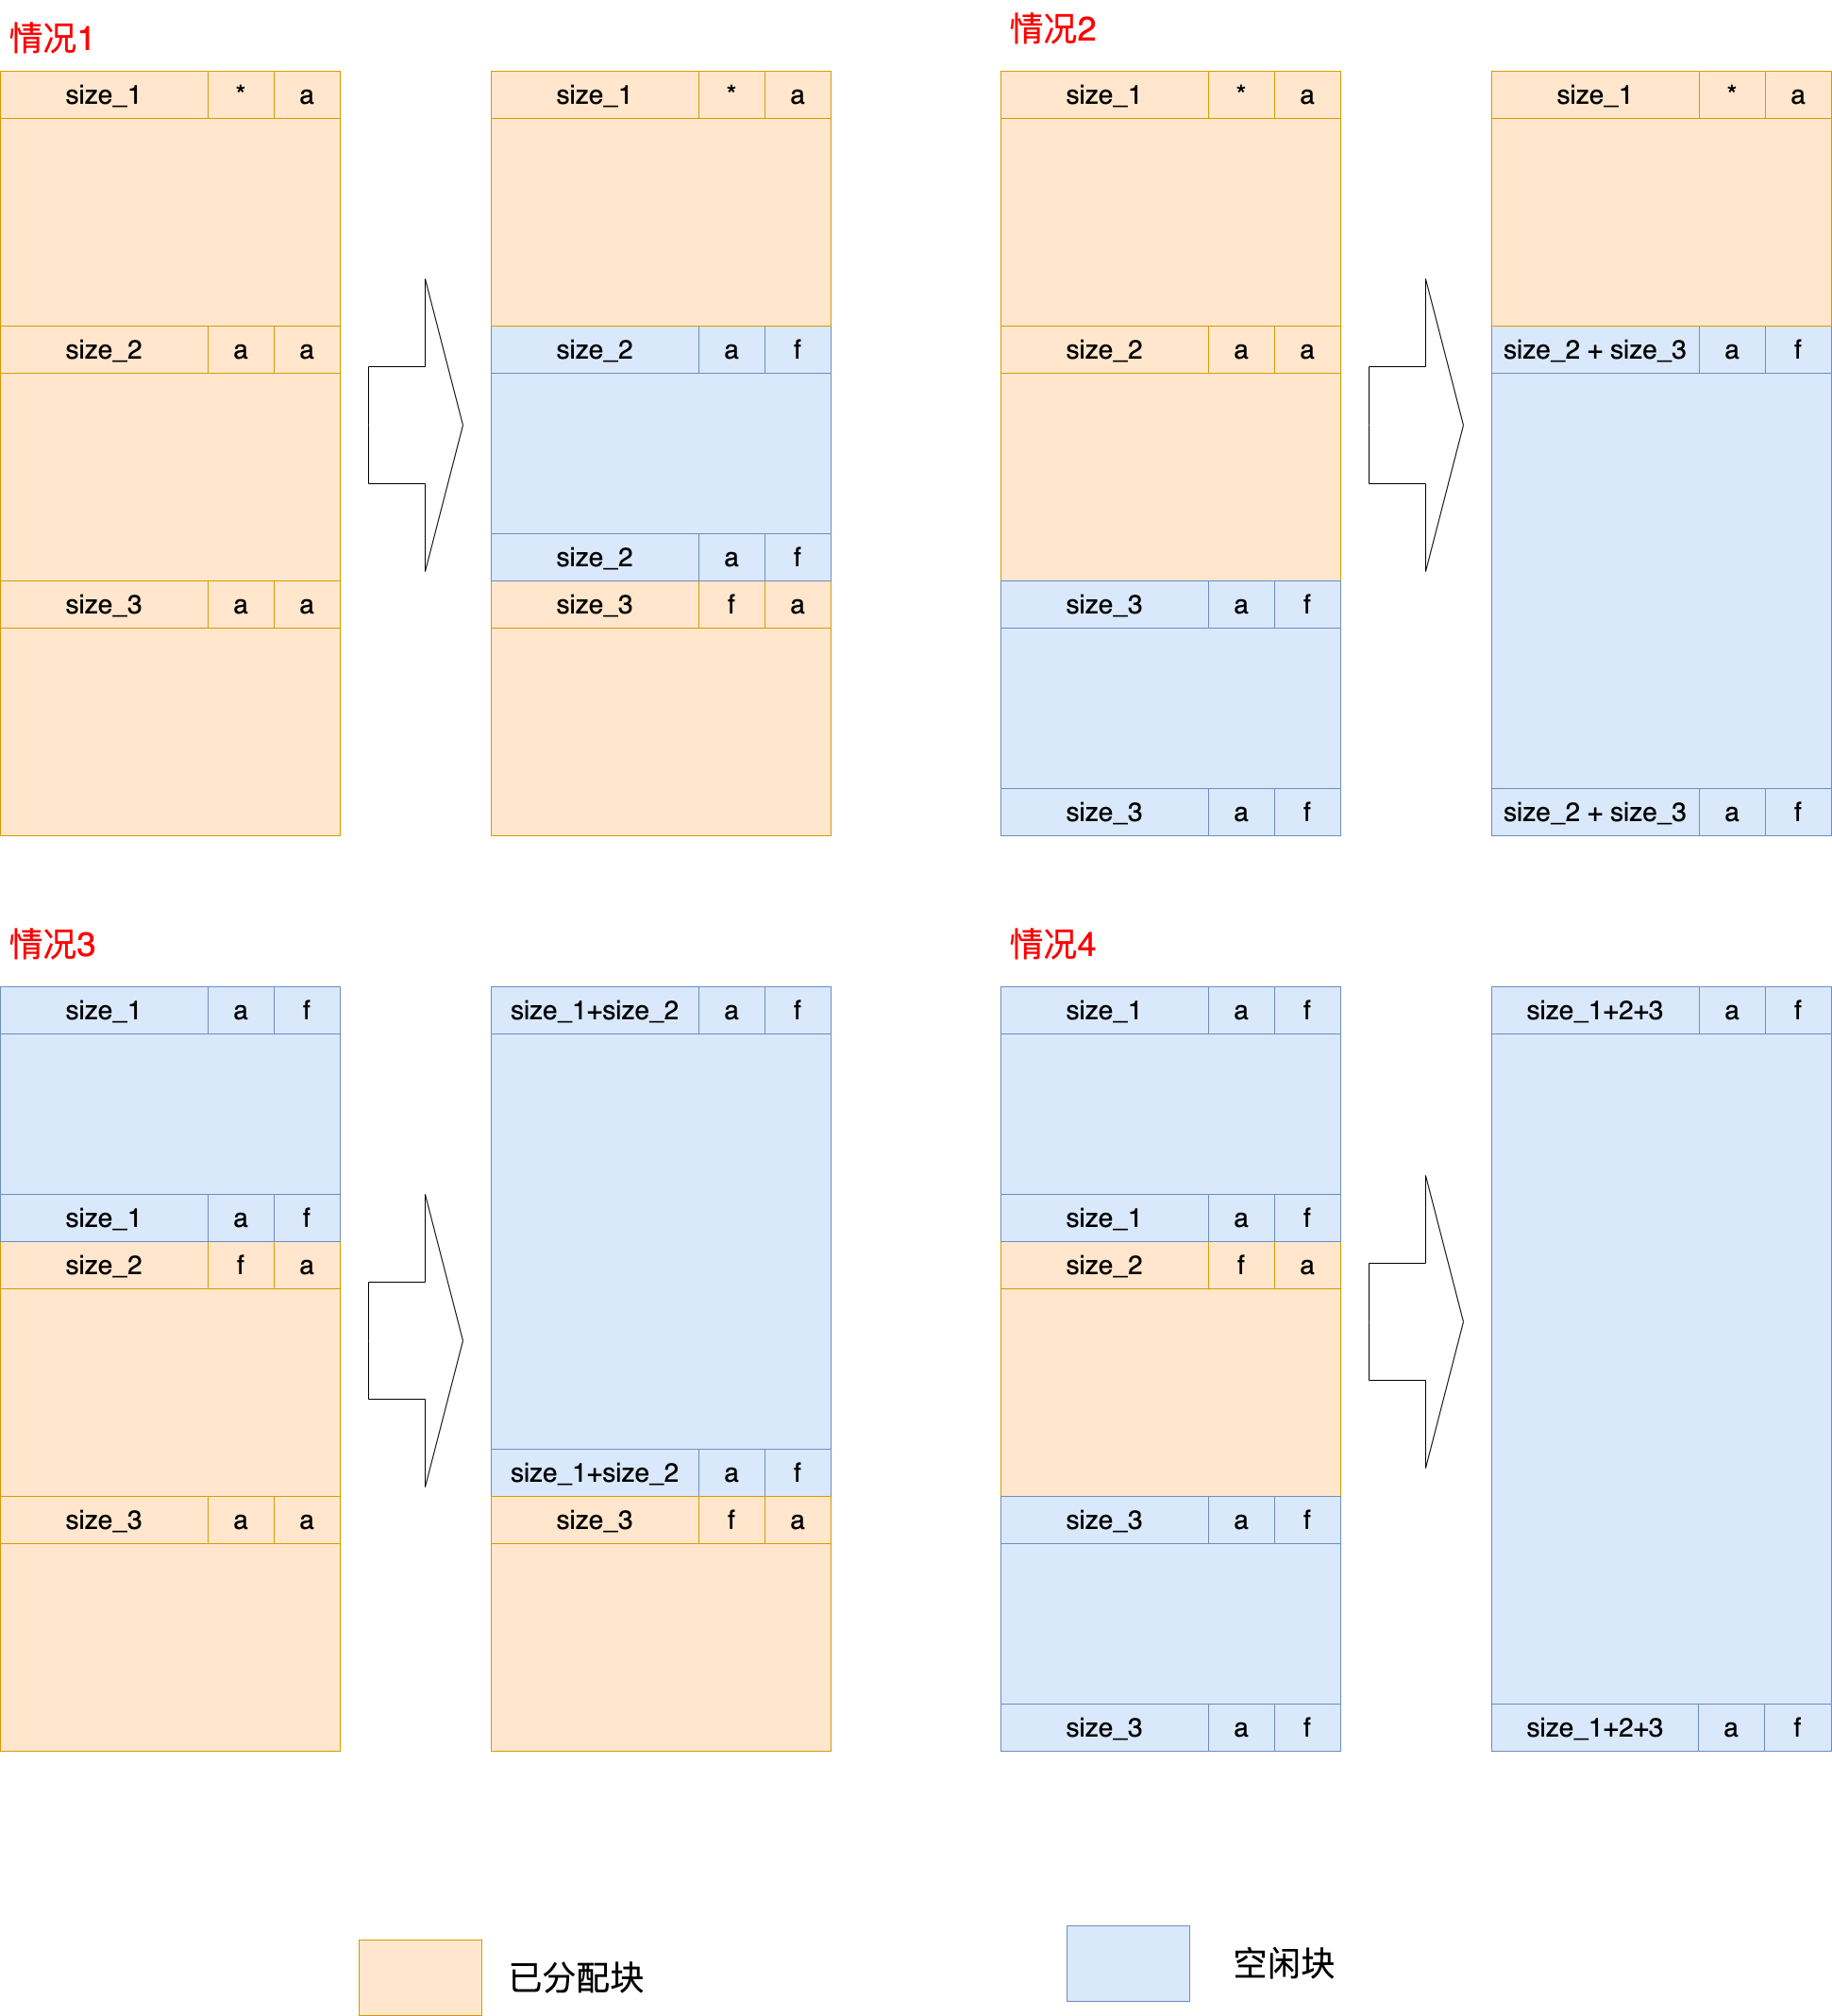 情况1
size_1 * a
size_2 a a
size_3 a a
size_1 * a
size_2 a f
size_2 a f
size_3 f a
情况2
size_1 * a
size_2 a a
size_3 a f
size_3 a f
size_1 * a
size_2 + size_3 a f
size_2 + size_3 a f
情况3
size_1 a f
size_1 a f
size_2 f a
size_3 a a
size_1+size_2 a f
size_1+size_2 a f
size_3 f a
情况4
size_1 a f
size_1 a f
size_2 f a
size_3 a f
size_3 a f
size_1+2+3 a f
size_1+2+3 a f
已分配块
空闲块